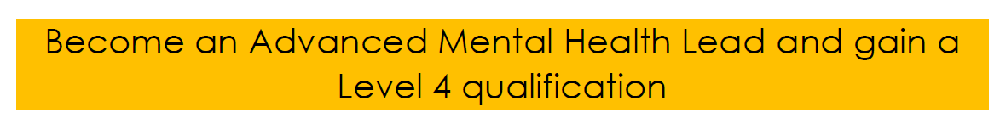 Become an Advanced Mental Health Lead and gain a
Level 4 qualification